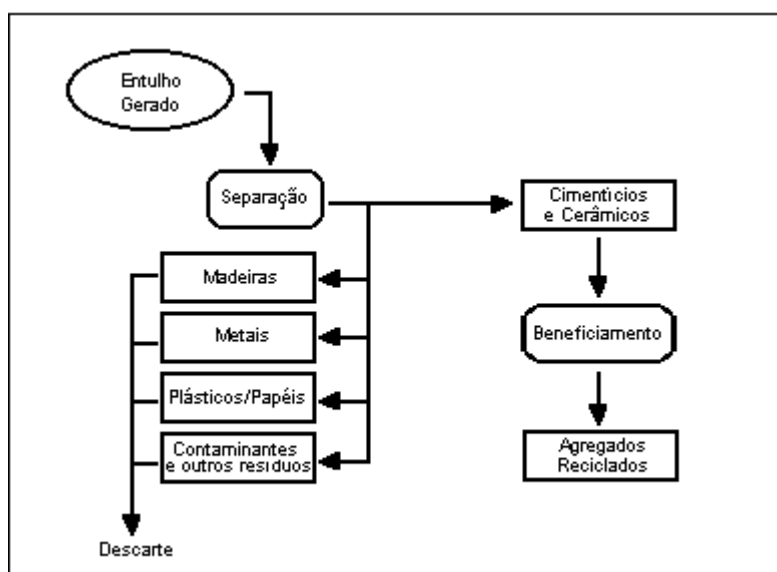 Entulho
Gerado
Separação
Cimentícios
e Cerâmicos
Madeiras
Metais
Beneficiamento
Plásticos/Papéis
Contaminantes
e outros resíduos
Agregados
Reciclados
Descarte